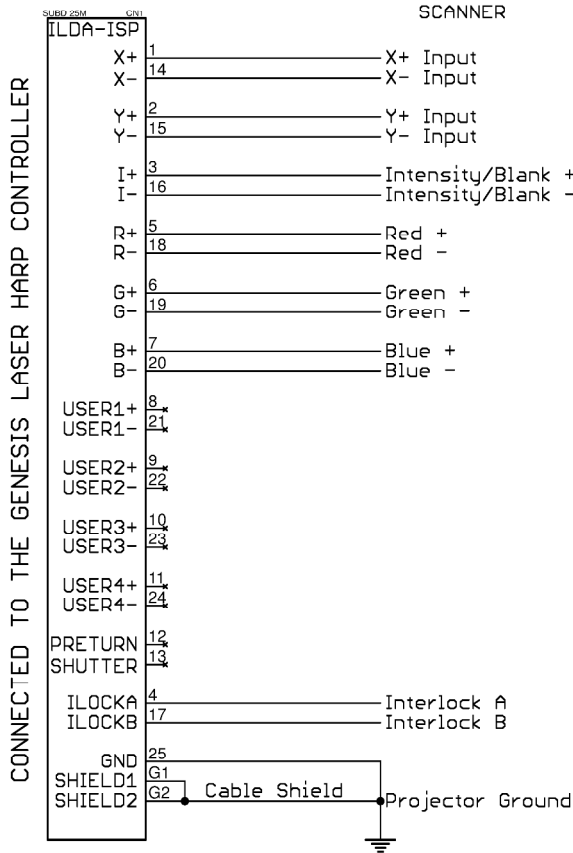 SUBD 25M CN1 SCANNER
ILDA-ISP
X+ 1 X+ Input
X- 14 X- Input
Y+ 2 Y+ Input
Y- 15 Y- Input
I+ 3 Intensity/Blank +
I- 16 Intensity/Blank -
R+ 5 Red +
R- 18 Red -
G+ 6 Green +
G- 19 Green -
B+ 7 Blue +
B- 20 Blue -
USER1+ 8
USER1- 21
USER2+ 9
USER2- 22
USER3+ 10
USER3- 23
USER4+ 11
USER4- 24
PRETURN 12
SHUTTER 13
ILOCKA 4 Interlock A
ILOCKB 17 Interlock B
GND 25
SHIELD1 G1
SHIELD2 G2 Cable Shield Projector Ground
CONNECTED TO THE GENESIS LASER HARP CONTROLLER